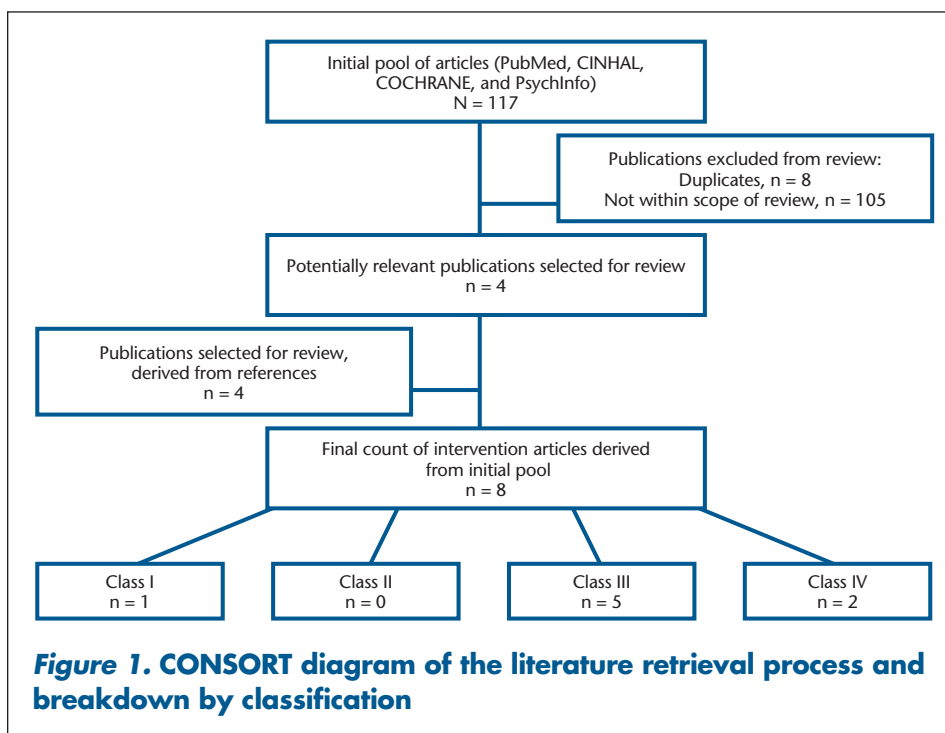 Initial pool of articles (PubMed, CINHAL,
COCHRANE, and PsychInfo)
N = 117
Publications excluded from review:
Duplicates, n = 8
Not within scope of review, n = 105
Potentially relevant publications selected for review
n = 4
Publications selected for review,
derived from references
n = 4
Final count of intervention articles derived
from initial pool
n = 8
Class I
n = 1
Class II
n = 0
Class III
n = 5
Class IV
n = 2
Figure 1. CONSORT diagram of the literature retrieval process and
breakdown by classification